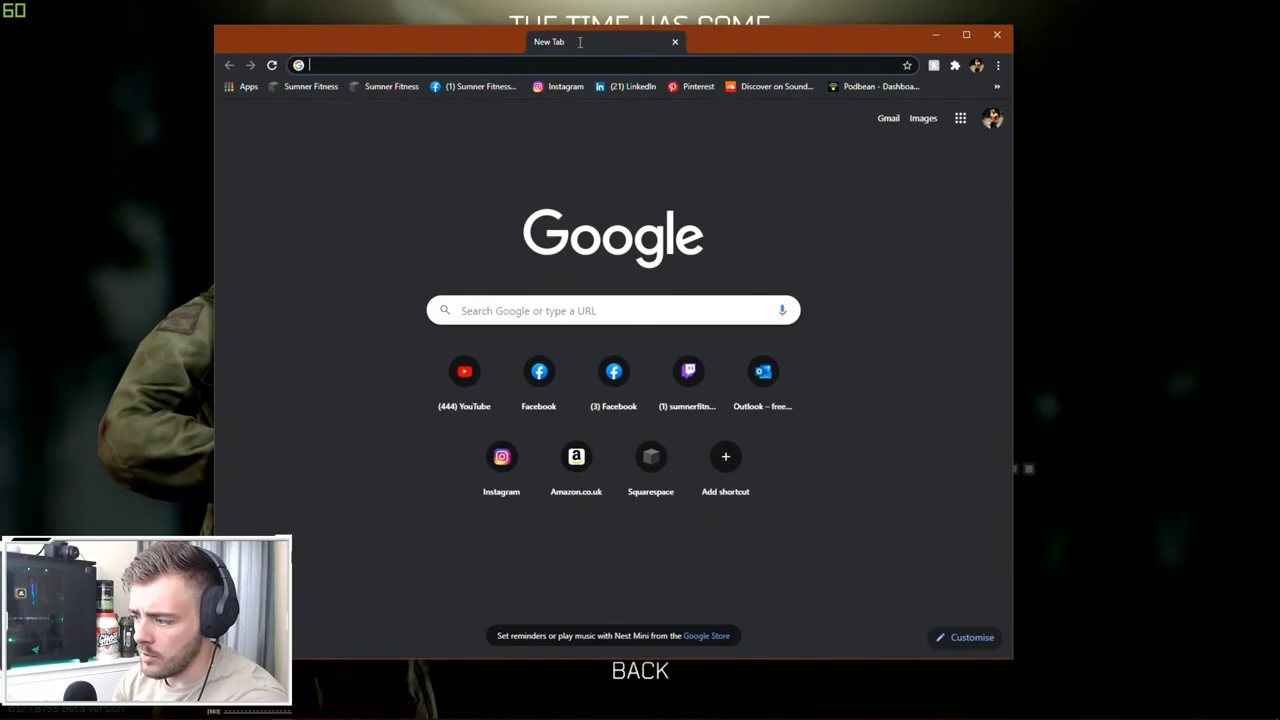 60
THE TIME HAS COME
New Tab
Apps
Sumner Fitness
Sumner Fitness
(1) Sumner Fitness...
Instagram
(21) LinkedIn
Pinterest
Discover on Sound...
Podbean - Dashboa...
»
Gmail
Images
Google
Search Google or type a URL
(444) YouTube
Facebook
(3) Facebook
(1) sumnerfitn...
Outlook – free...
Instagram
Amazon.co.uk
Squarespace
Add shortcut
Set reminders or play music with Nest Mini from the Google Store
Customise
BACK